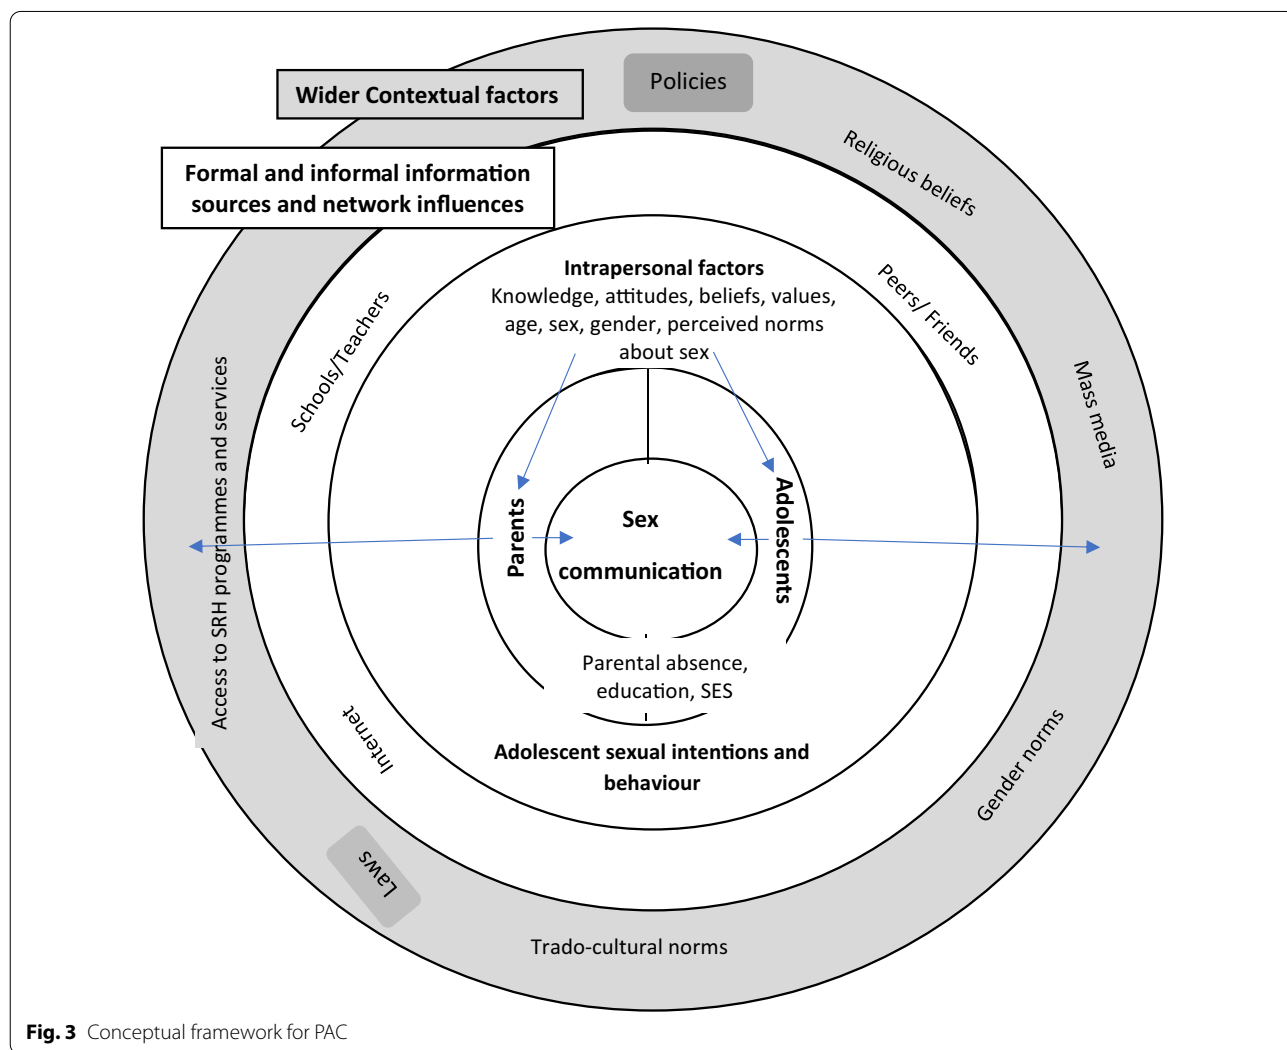 Policies
Wider Contextual factors
Religious beliefs
Formal and informal information
sources and network influences
Intrapersonal factors
Knowledge, attitudes, beliefs, values,
age, sex, gender, perceived norms
about sex
Peers/ Friends
Schools/Teachers
Mass media
Access to SRH programmes and services
Parents
Sex
communication
Adolescents
Parental absence,
education, SES
Internet
Adolescent sexual intentions and
behaviour
Gender norms
Laws
Trado-cultural norms
Fig. 3 Conceptual framework for PAC